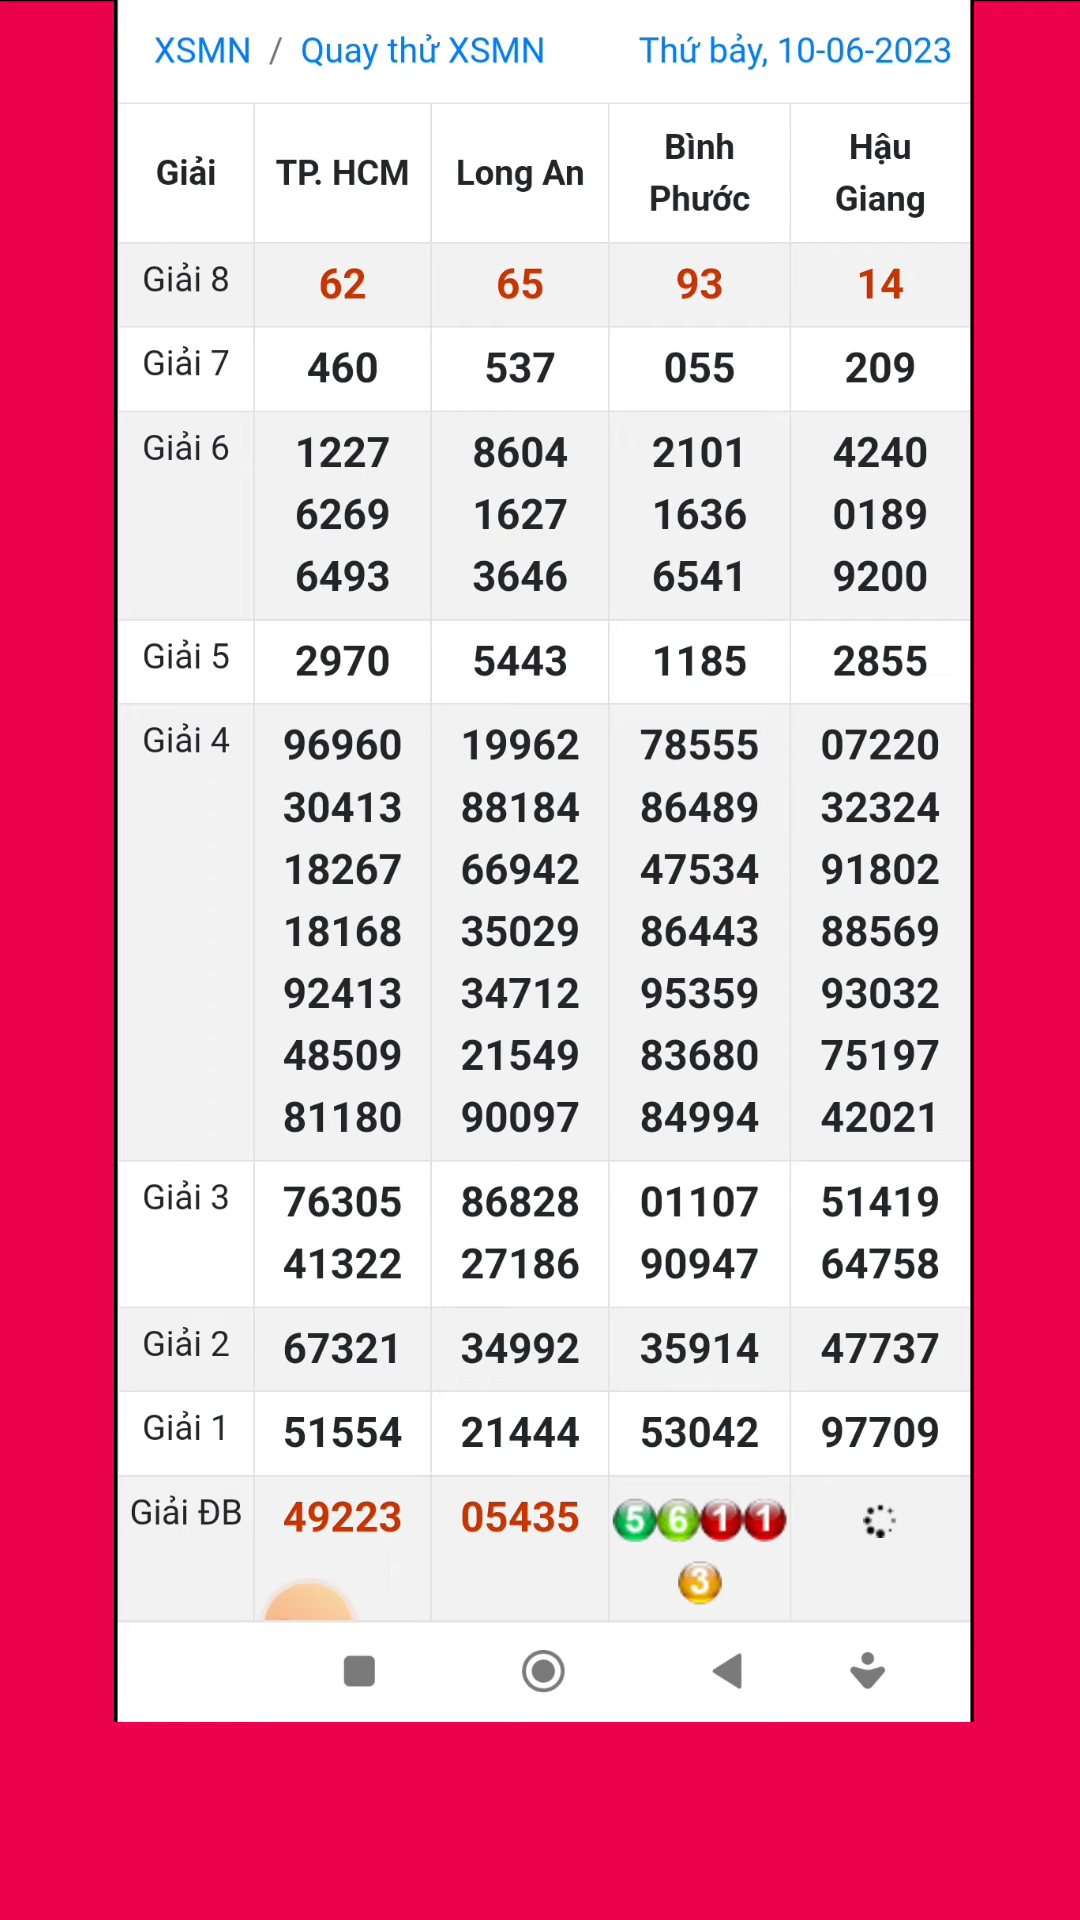 XSMN / Quay thử XSMN Thứ bảy, 10-06-2023
Giải TP. HCM Long An Bình Phước Hậu Giang
Giải 8 62 65 93 14
Giải 7 460 537 055 209
Giải 6 1227 8604 2101 4240
6269 1627 1636 0189
6493 3646 6541 9200
Giải 5 2970 5443 1185 2855
Giải 4 96960 19962 78555 07220
30413 88184 86489 32324
18267 66942 47534 91802
18168 35029 86443 88569
92413 34712 95359 93032
48509 21549 83680 75197
81180 90097 84994 42021
Giải 3 76305 86828 01107 51419
41322 27186 90947 64758
Giải 2 67321 34992 35914 47737
Giải 1 51554 21444 53042 97709
Giải ĐB 49223 05435 5 6 1 1
3